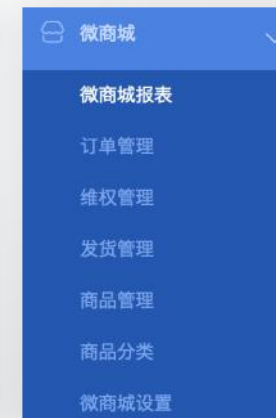 微商城
微商城报表
订单管理
维权管理
发货管理
商品管理
商品分类
微商城设置